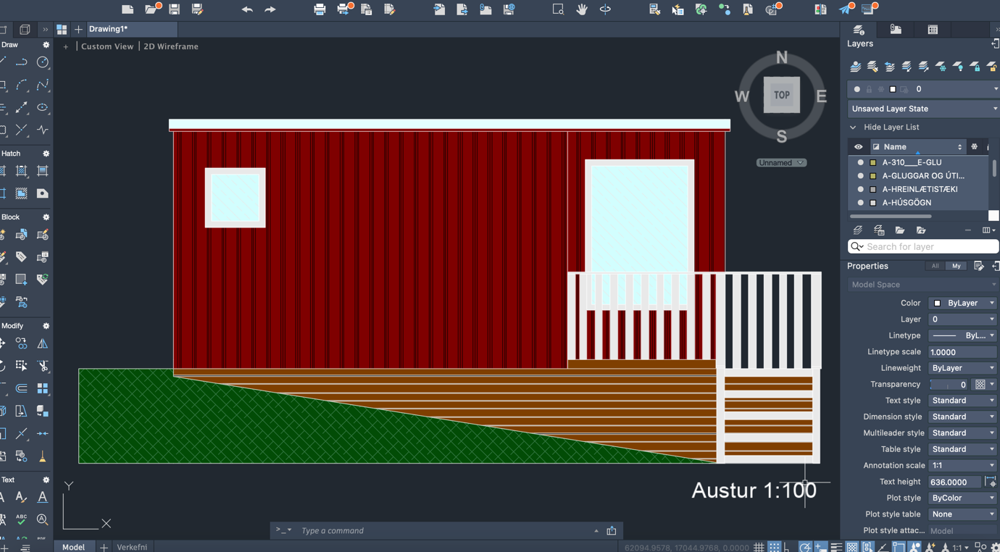 Drawing1*
Draw
+ | Custom View | 2D Wireframe
Layers
N
W
TOP
E
S
Unnamed
0
Unsaved Layer State
Hide Layer List
Name
A-310___E-GLU
A-GLUGGAR OG ÚTI...
A-HREINLÆTISTÆKI
A-HÚSGÖGN
Search for layer
Hatch
Block
Modify
Text
ABC
Properties
All
My
Model Space
Color ByLayer
Layer 0
Linetype ByL...
Linetype scale 1.0000
Lineweight ByLayer
Transparency 0
Text style Standard
Dimension style Standard
Multileader style Standard
Table style Standard
Annotation scale 1:1
Text height 636.0000
Plot style ByColor
Plot style table None
Plot style attac... Model
Austur 1:100
Y
X
>_ Type a command
Model
Verkefni
62094.9578, 17044.9768, 0.0000
1:1